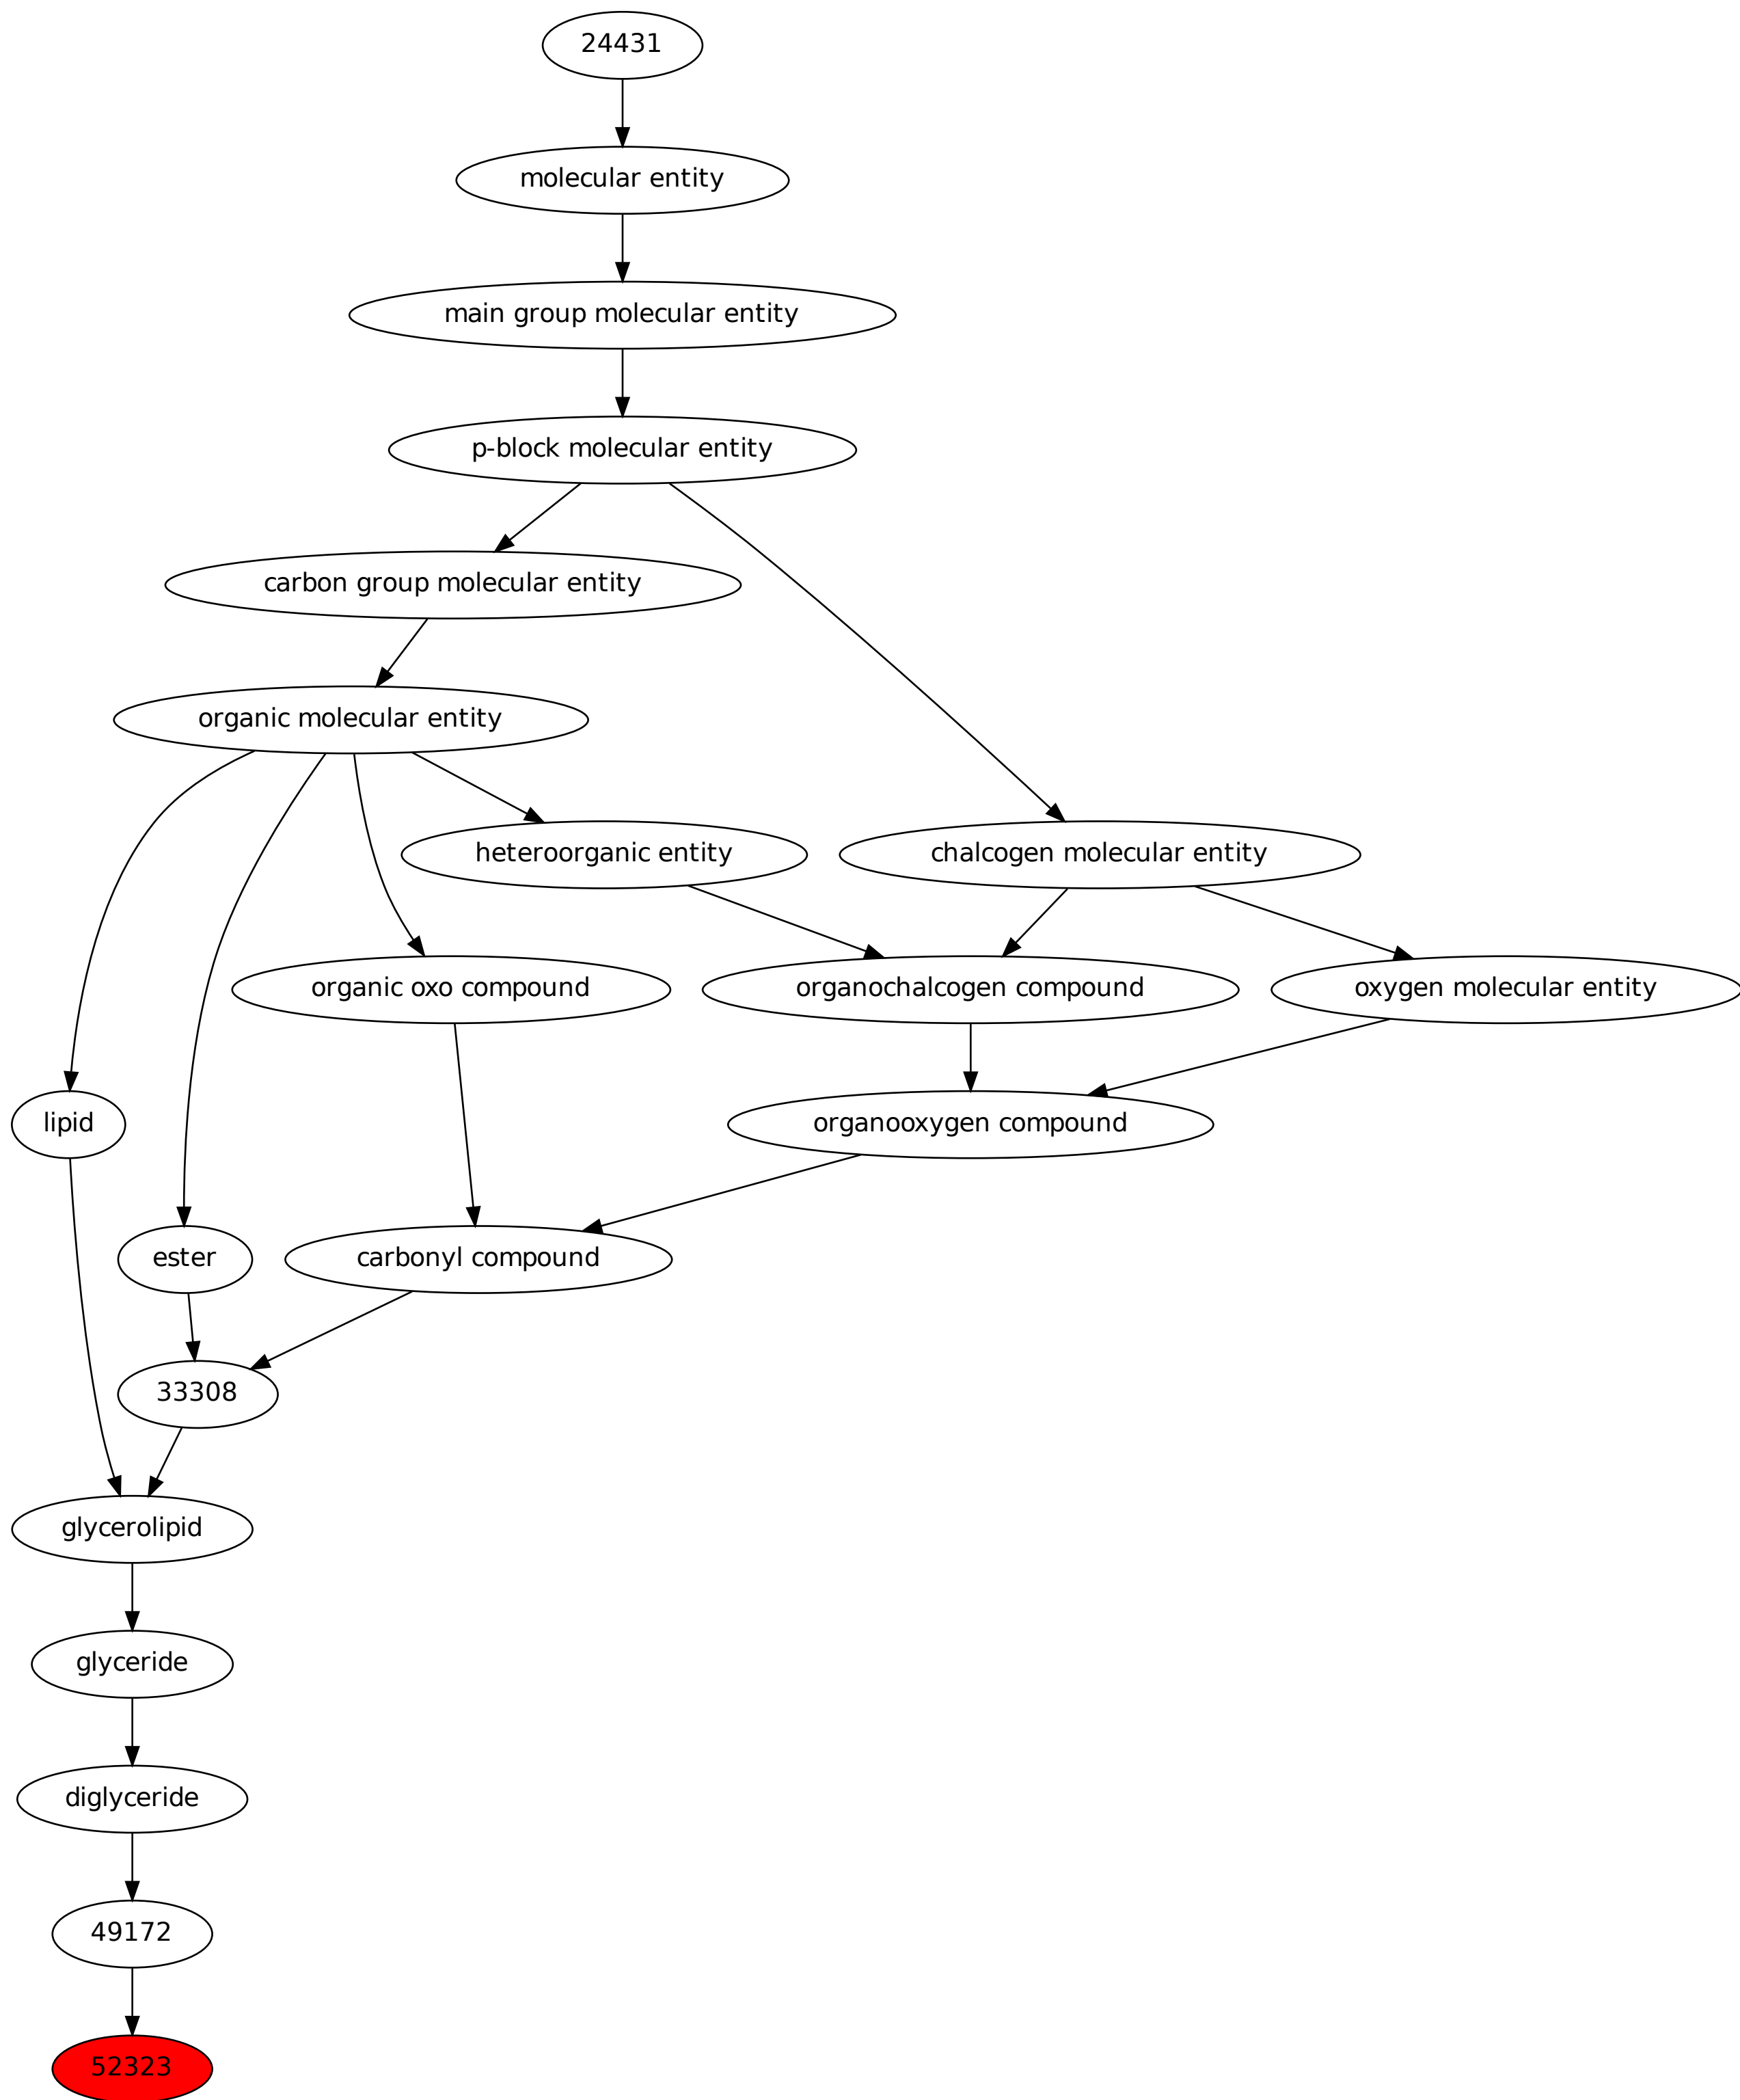 24431
molecular entity
main group molecular entity
p-block molecular entity
carbon group molecular entity
organic molecular entity
heteroorganic entity
chalcogen molecular entity
organic oxo compound
organochalcogen compound
oxygen molecular entity
lipid
organooxygen compound
ester
carbonyl compound
33308
glycerolipid
glyceride
diglyceride
49172
52323